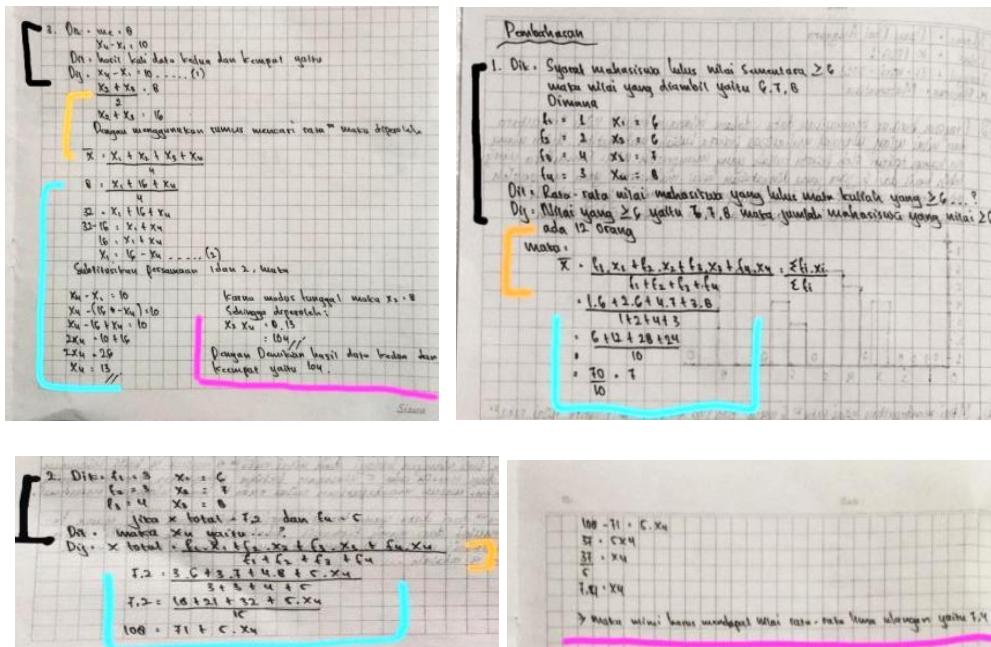 3. Dik. me = 8
x4 - x1 = 10
Dit = hasil kali data kedua dan keempat yaitu
Dij = x4 - x1 = 10 ..... (1)
x2 + x3 = 8
2
x2 + x3 = 16
Dengan menggunakan rumus mencari rata" maka diperoleh
x̄ = x1 + x2 + x3 + x4
4
8 = x1 + 16 + x4
4
32 = x1 + 16 + x4
32-16 = x1 + x4
16 = x1 + x4
x1 = 16 - x4 ..... (2)
Substitusikan persamaan 1 dan 2, maka
x4 - x1 = 10
x4 - (16 - x4) = 10
x4 - 16 + x4 = 10
2x4 = 10 + 16
2x4 = 26
x4 = 13
//
Karna modus tunggal maka x2 = 8
Sehingga diperoleh:
x2 x4 = 8.13
= 104 //
Dengan Demikian hasil data kedua dan
keempat yaitu 104.
Pembahasan
1. Dik. Syarat mahasiswa lulus nilai sementara ≥ 6
maka nilai yang diambil yaitu 6, 7, 8
Dimana
f1 = 1 x1 = 6
f2 = 2 x2 = 6
f3 = 4 x3 = 7
f4 = 3 x4 = 8
Dit = Rata-rata nilai mahasiswa yang lulus mata kuliah yang ≥ 6 ...?
Dij = Nilai yang ≥ 6 yaitu 6, 7, 8 maka jumlah mahasiswa yang nilai ≥ 6
ada 12 orang
maka =
x̄ = f1.x1 + f2.x2 + f3.x3 + f4.x4 = Σfi.xi
f1 + f2 + f3 + f4 Σfi
= 1.6 + 2.6 + 4.7 + 3.8
1+2+4+3
= 6+12+28+24
10
= 70 = 7
10
2. Dik = f1 = 3 x1 = 6
f2 = 3 x2 = 7
f3 = 4 x3 = 8
Jika x total = 7,2 dan f4 = 5
Dit = maka x4 yaitu ...?
Dij = x total = f1.x1 + f2.x2 + f3.x3 + f4.x4
f1 + f2 + f3 + f4
7,2 = 3.6 + 3.7 + 4.8 + 5.x4
3 + 3 + 4 + 5
7,2 = 18 + 21 + 32 + 5.x4
15
108 = 71 + 5.x4
108 - 71 = 5.x4
37 = 5x4
37 = x4
5
> maka mimi harus mendapat nilai rata-rata lima ulangan yaitu 7,4